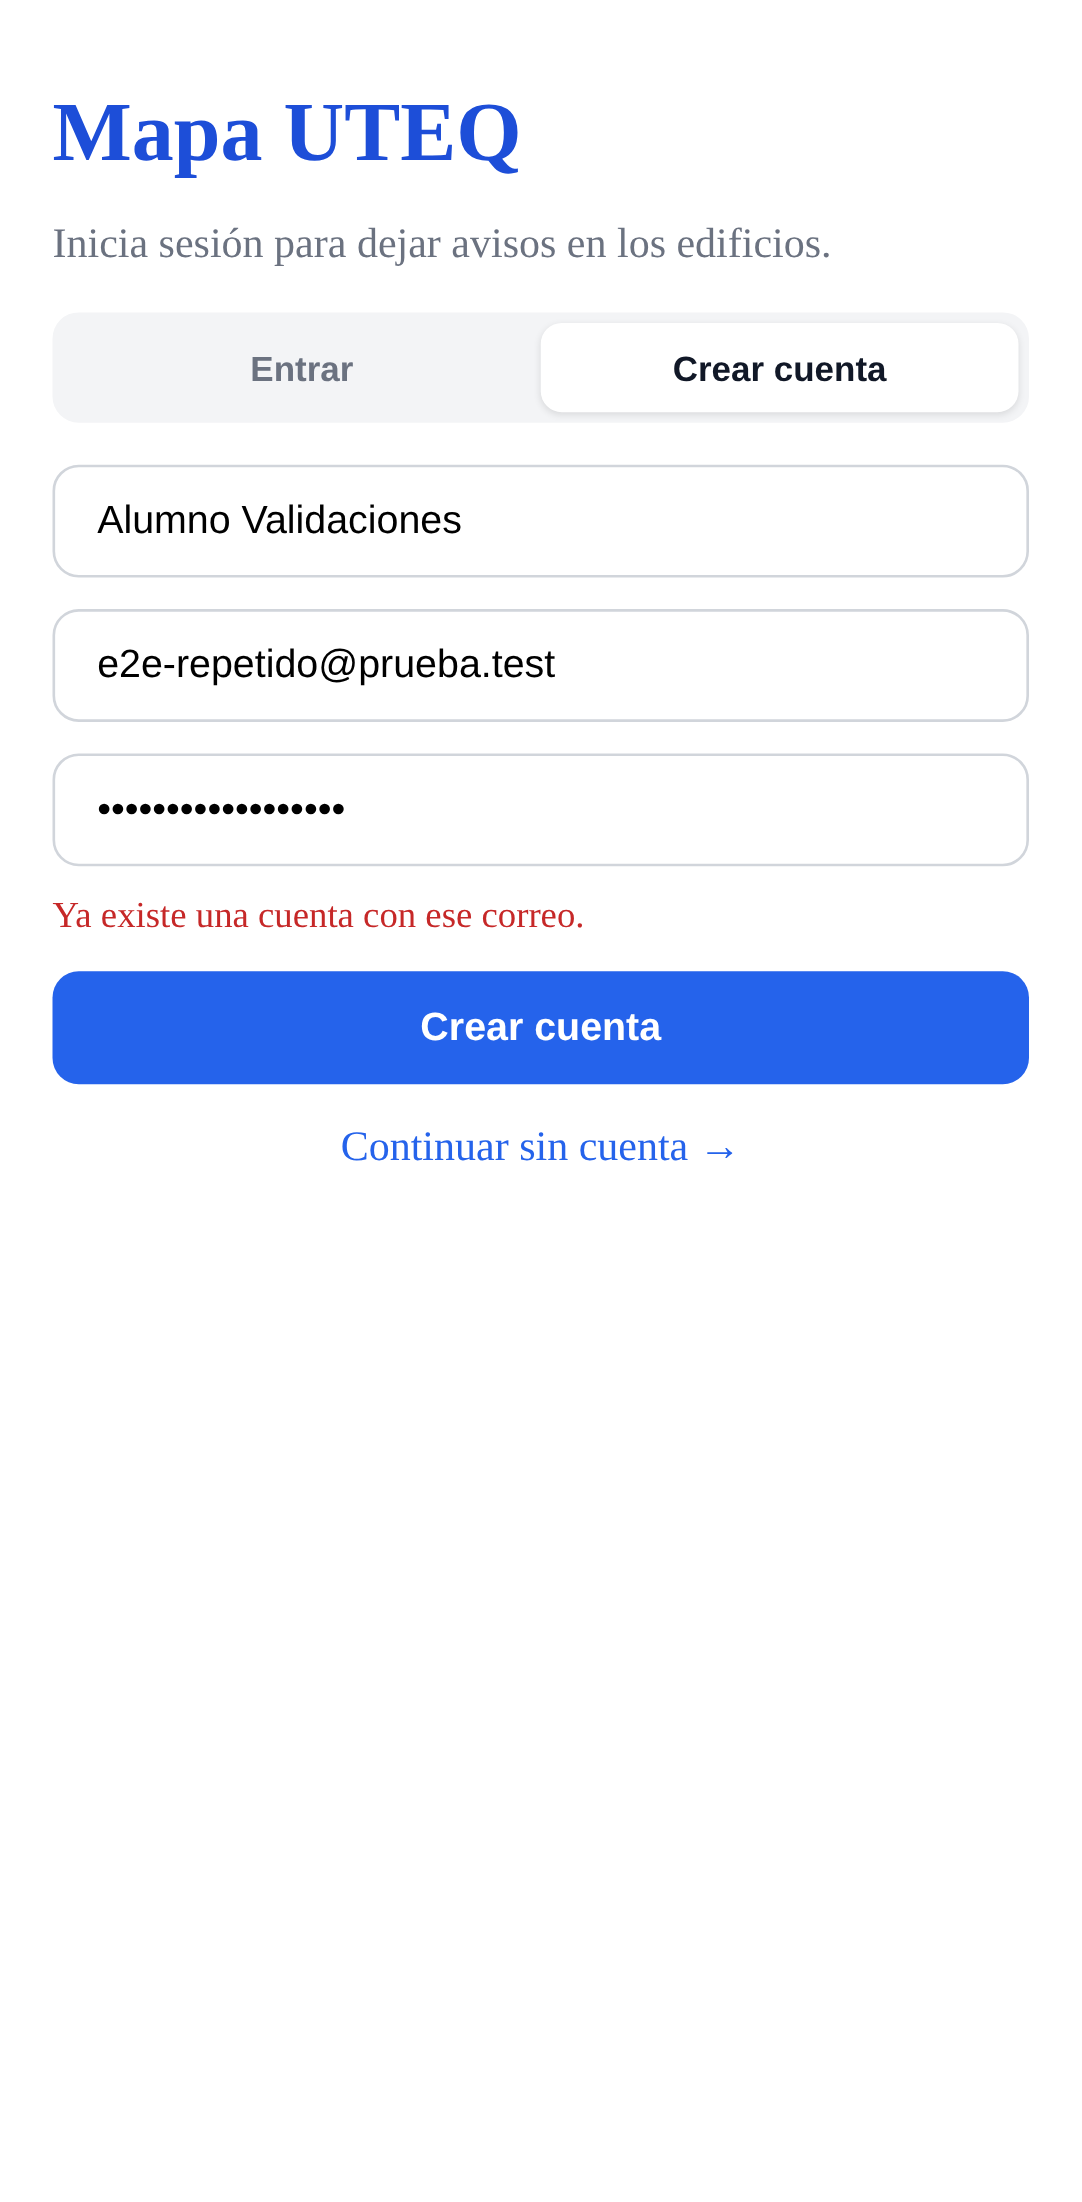 Mapa UTEQ
Inicia sesión para dejar avisos en los edificios.
Entrar
Crear cuenta
Alumno Validaciones
e2e-repetido@prueba.test
••••••••••••••••••
Ya existe una cuenta con ese correo.
Crear cuenta
Continuar sin cuenta →